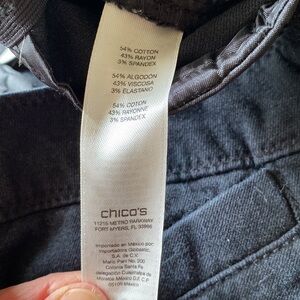 54% COTTON
43% RAYON
3% SPANDEX
54% ALGODON
43% VISCOSA
3% ELASTANO
54% COTON
43% RAYONNE
3% SPANDEX
chico's
11215 METRO PARKWAY
FORT MYERS, FL 33966
Importado en México por:
Importadora Globastic,
S.A. de C.V.
Mario Pani No. 200
Colonia Santa Fe
delegación Cuajimalpa de
Morelos México D.F. C.P.
05109 México